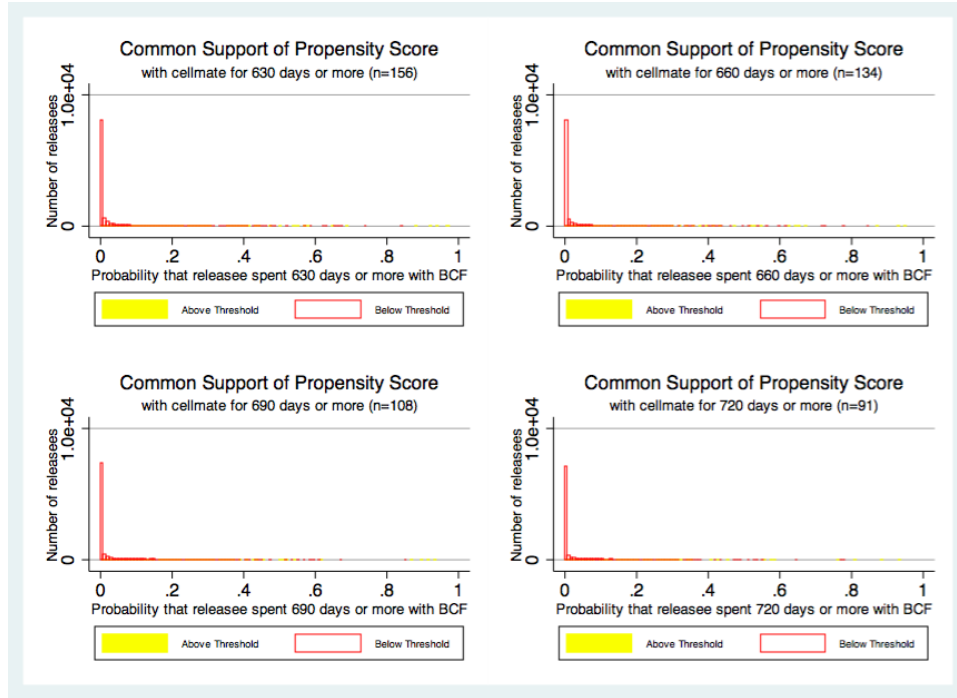 Common Support of Propensity Score
with cellmate for 630 days or more (n=156)
Number of releasees
1.0e+04
0
0 .2 .4 .6 .8 1
Probability that releasee spent 630 days or more with BCF
Above Threshold Below Threshold
Common Support of Propensity Score
with cellmate for 660 days or more (n=134)
Number of releasees
1.0e+04
0
0 .2 .4 .6 .8 1
Probability that releasee spent 660 days or more with BCF
Above Threshold Below Threshold
Common Support of Propensity Score
with cellmate for 690 days or more (n=108)
Number of releasees
1.0e+04
0
0 .2 .4 .6 .8 1
Probability that releasee spent 690 days or more with BCF
Above Threshold Below Threshold
Common Support of Propensity Score
with cellmate for 720 days or more (n=91)
Number of releasees
1.0e+04
0
0 .2 .4 .6 .8 1
Probability that releasee spent 720 days or more with BCF
Above Threshold Below Threshold